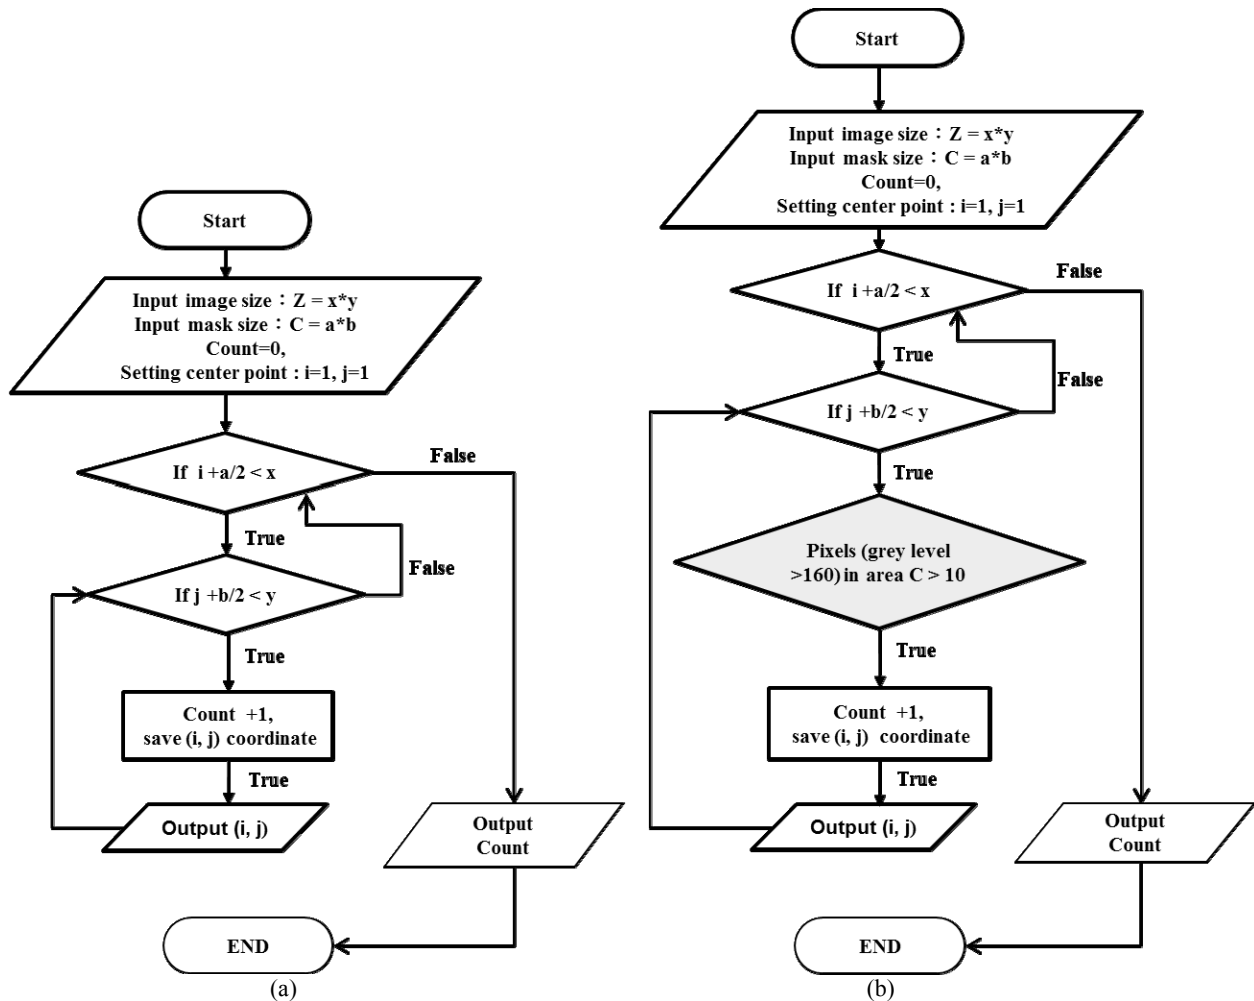 Start
Input image size：Z = x*y
Input mask size：C = a*b
Count=0,
Setting center point : i=1, j=1
If i +a/2 < x
False
True
If j +b/2 < y
False
True
Count +1,
save (i, j) coordinate
True
Output (i, j)
Output
Count
END
(a)
Start
Input image size：Z = x*y
Input mask size：C = a*b
Count=0,
Setting center point : i=1, j=1
If i +a/2 < x
False
True
If j +b/2 < y
False
True
Pixels (grey level
>160) in area C > 10
True
Count +1,
save (i, j) coordinate
True
Output (i, j)
Output
Count
END
(b)